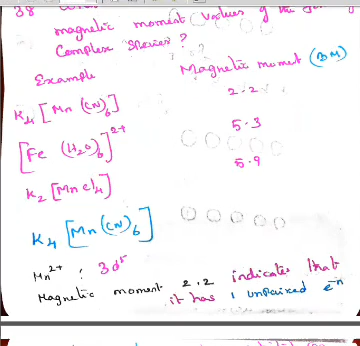 38
magnetic moment values of the
Complex species ?
Example
Magnetic moment (BM)
K4 [Mn (CN)6]
2.2
[Fe (H2O)6]2+
5.3
K2 [MnCl4]
5.9
K4 [Mn (CN)6]
Mn2+ : 3d5
Magnetic moment 2.2 indicates that
it has 1 unpaired e-n